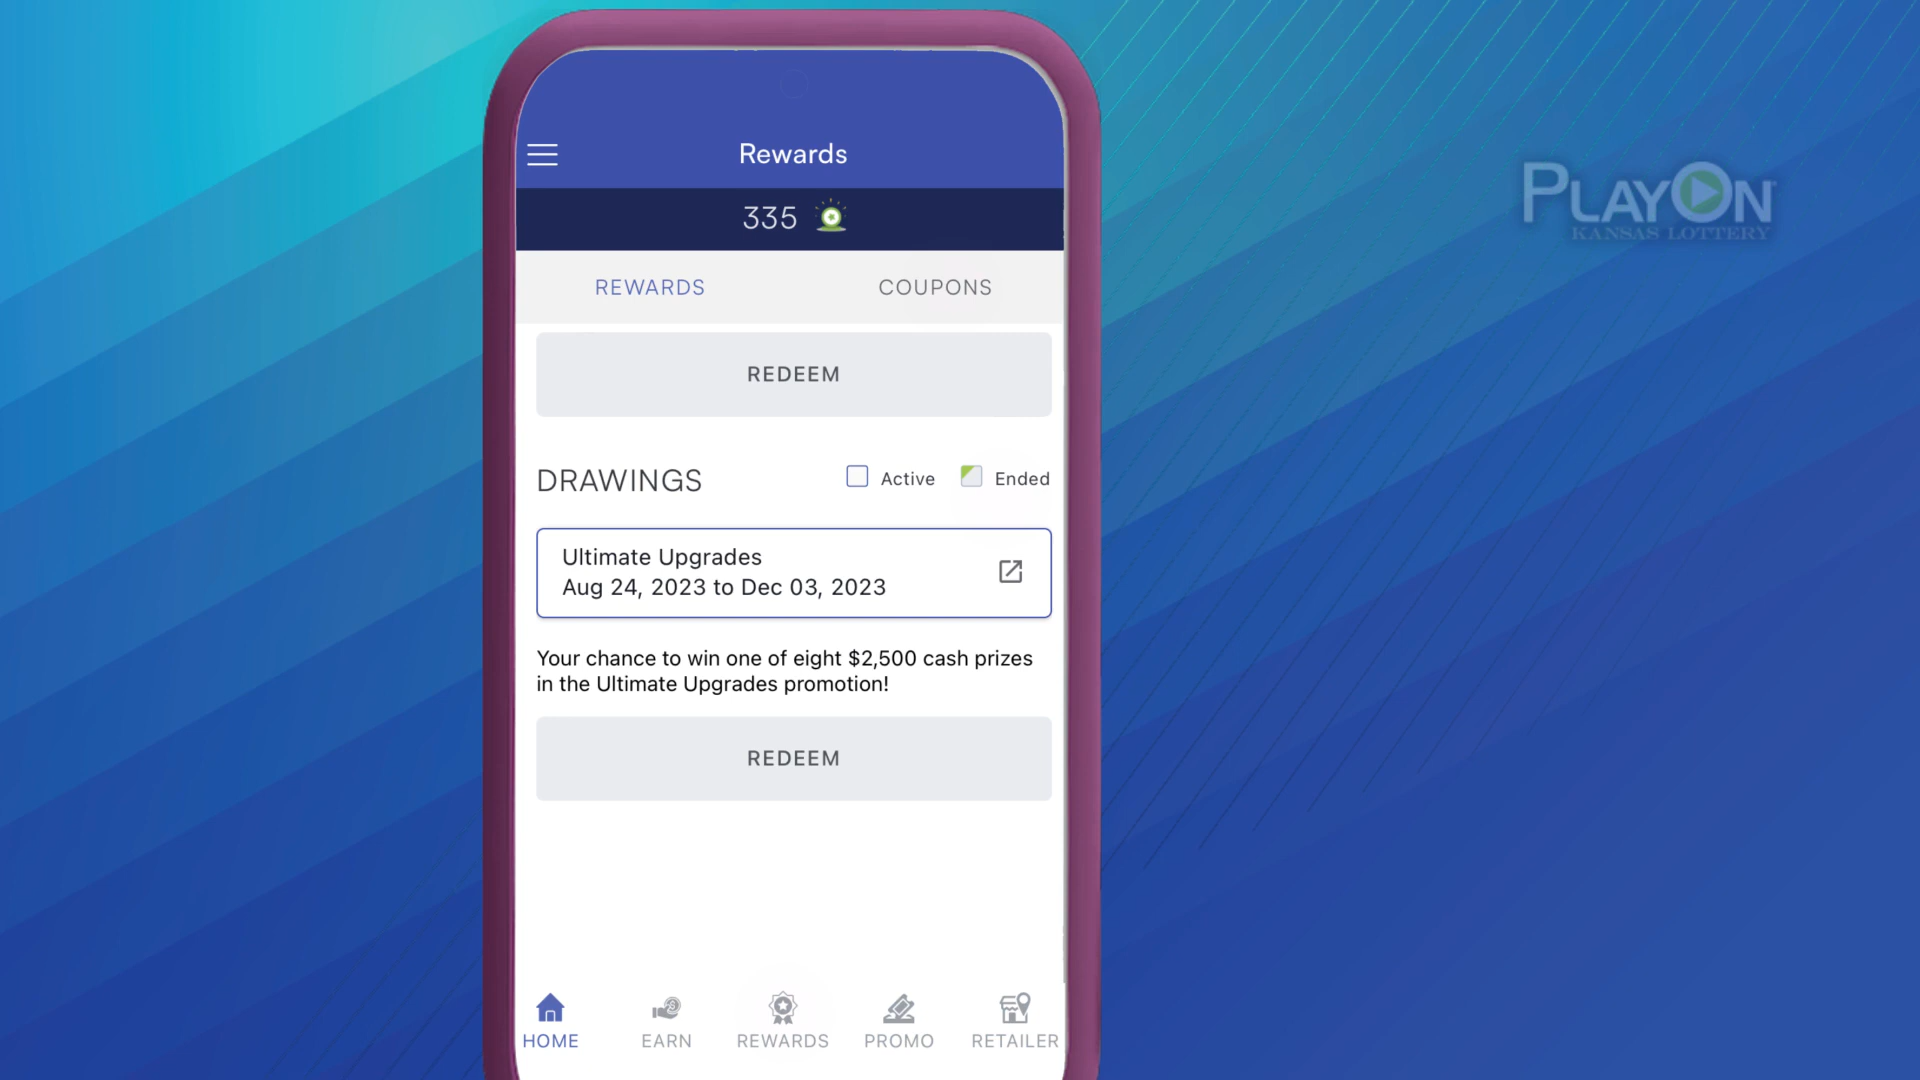 Rewards
335
REWARDS
COUPONS
REDEEM
DRAWINGS
Active
Ended
Ultimate Upgrades
Aug 24, 2023 to Dec 03, 2023
Your chance to win one of eight $2,500 cash prizes
in the Ultimate Upgrades promotion!
REDEEM
HOME
EARN
REWARDS
PROMO
RETAILER
PLAYON
KANSAS LOTTERY